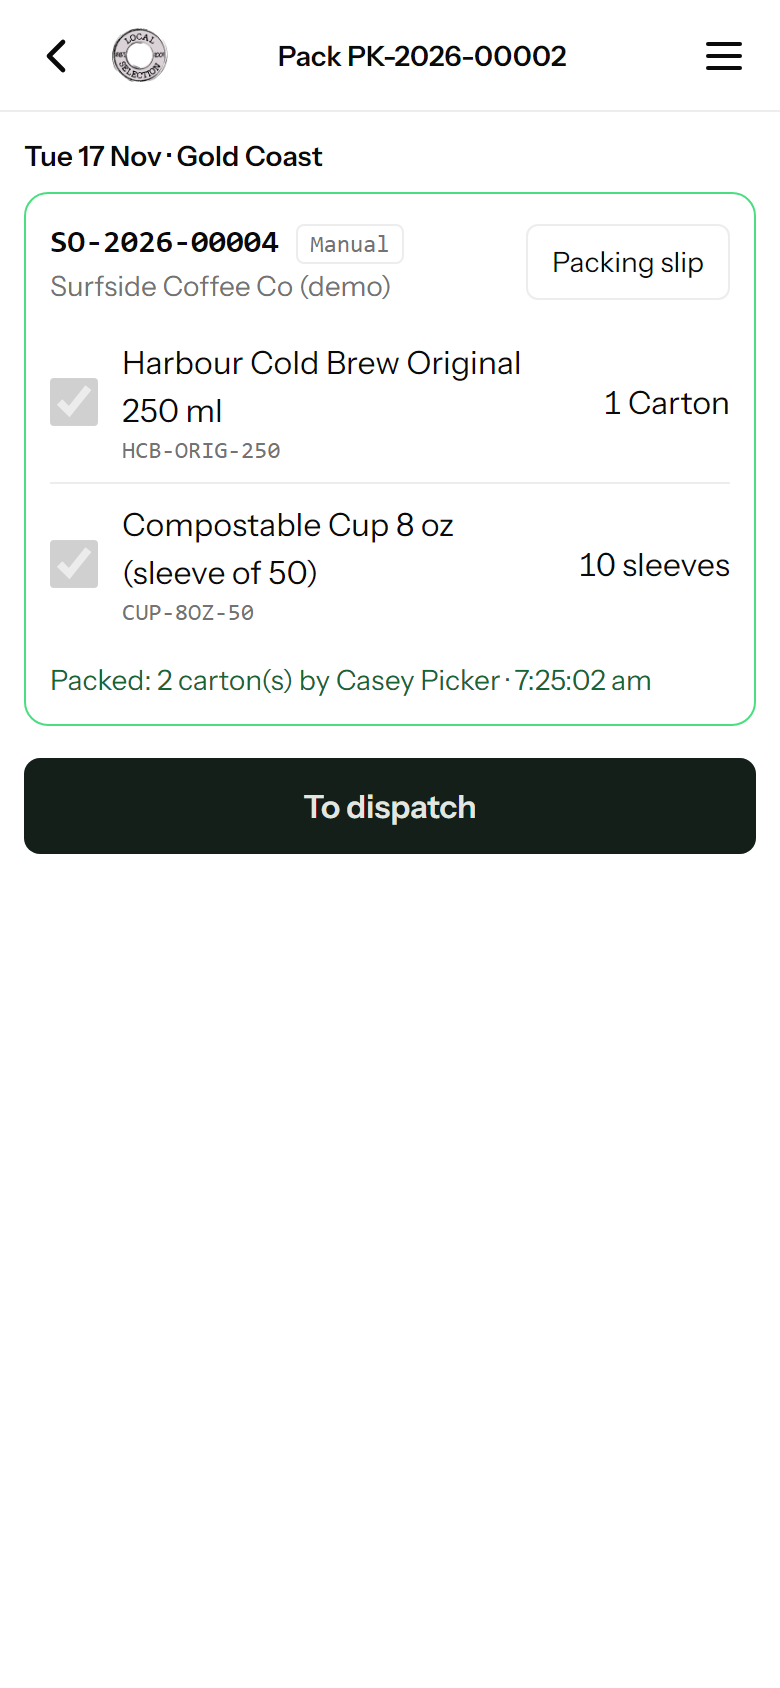 LOCAL
SELECTION
Pack PK-2026-00002
Tue 17 Nov · Gold Coast
SO-2026-00004 Manual
Packing slip
Surfside Coffee Co (demo)
Harbour Cold Brew Original
250 ml
1 Carton
HCB-ORIG-250
Compostable Cup 8 oz
(sleeve of 50)
10 sleeves
CUP-8OZ-50
Packed: 2 carton(s) by Casey Picker · 7:25:02 am
To dispatch